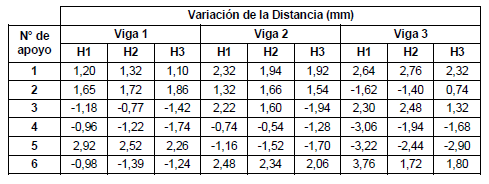 Variación de la Distancia (mm)
N° de apoyo Viga 1 Viga 2 Viga 3
H1 H2 H3 H1 H2 H3 H1 H2 H3
1 1,20 1,32 1,10 2,32 1,94 1,92 2,64 2,76 2,32
2 1,65 1,72 1,86 1,32 1,66 1,54 -1,62 -1,40 0,74
3 -1,18 -0,77 -1,42 2,22 1,60 -1,94 2,30 2,48 1,32
4 -0,96 -1,22 -1,74 -0,74 -0,54 -1,28 -3,06 -1,94 -1,68
5 2,92 2,52 2,26 -1,16 -1,52 -1,70 -3,22 -2,44 -2,90
6 -0,98 -1,39 -1,24 2,48 2,34 2,06 3,76 1,72 1,80